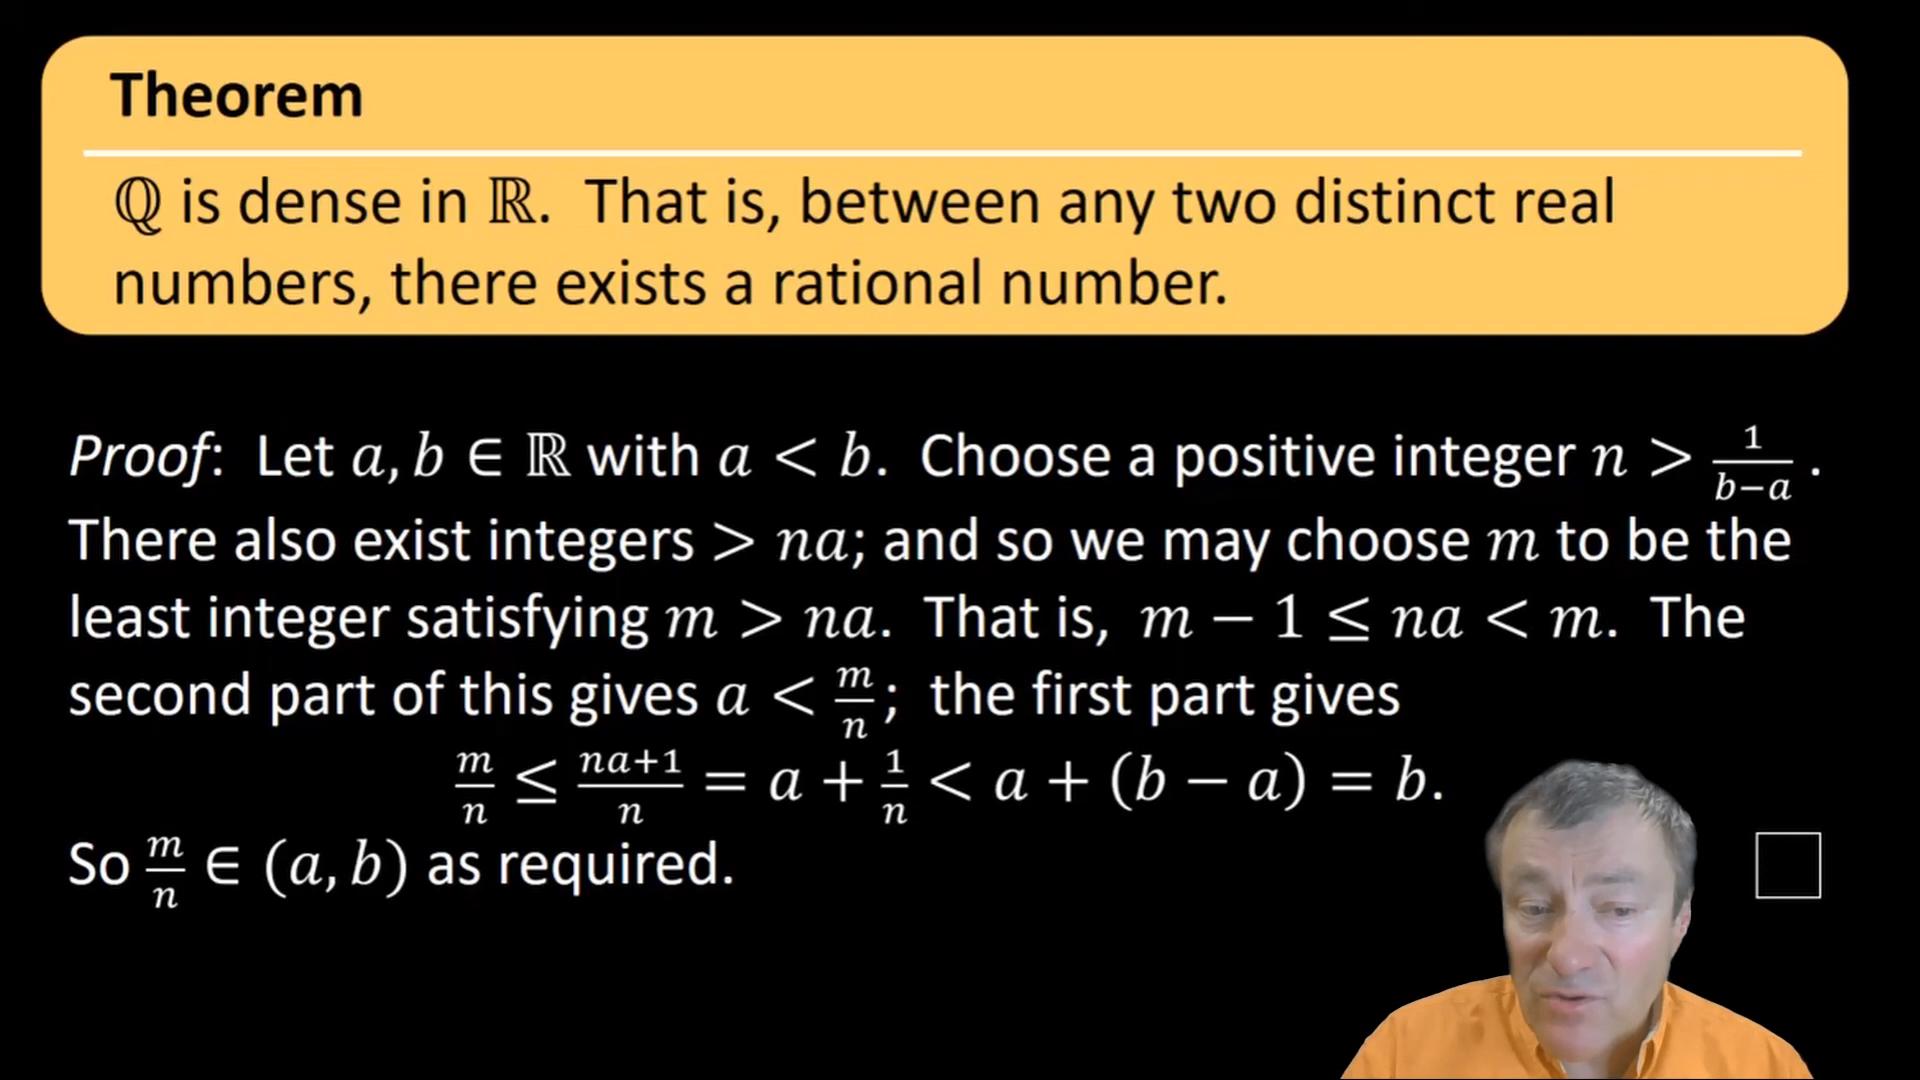 Theorem
ℚ is dense in ℝ. That is, between any two distinct real
numbers, there exists a rational number.
Proof: Let a, b ∈ ℝ with a < b. Choose a positive integer n > 1/(b−a) .
There also exist integers > na; and so we may choose m to be the
least integer satisfying m > na. That is, m − 1 ≤ na < m. The
second part of this gives a < m/n; the first part gives
m/n ≤ (na+1)/n = a + 1/n < a + (b − a) = b.
So m/n ∈ (a, b) as required. □